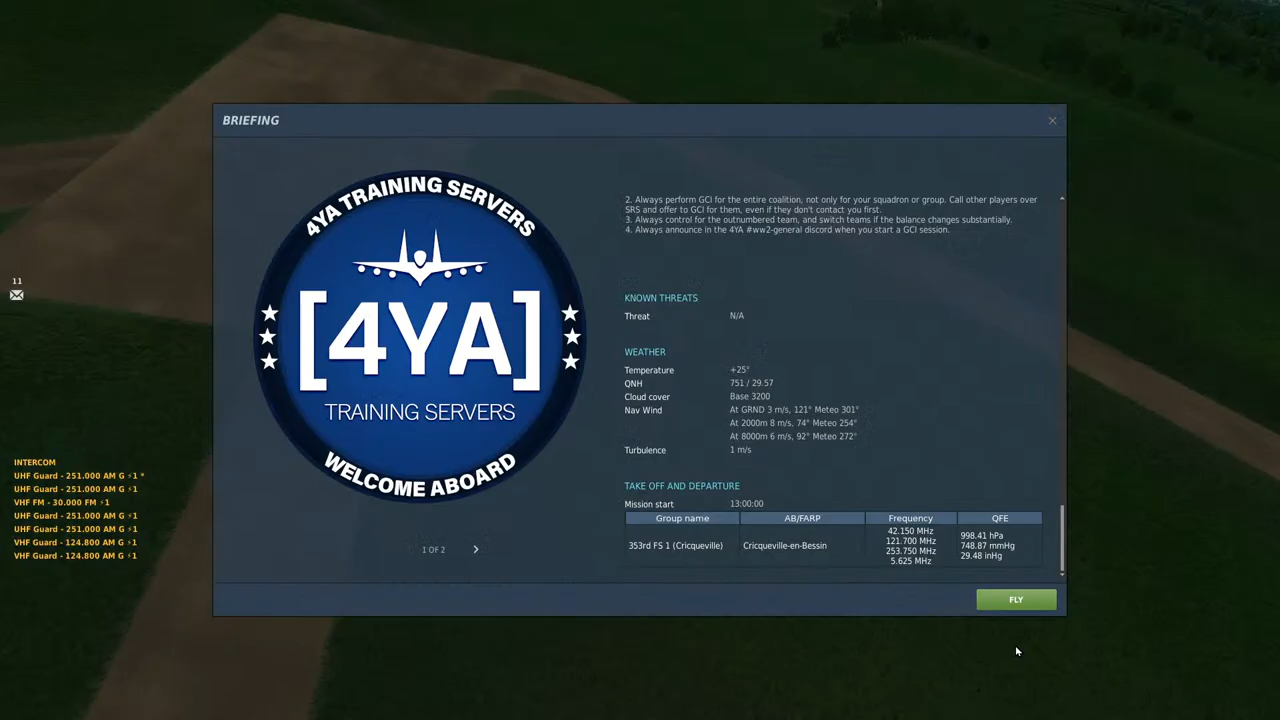 BRIEFING
4YA TRAINING SERVERS
[4YA]
TRAINING SERVERS
WELCOME ABOARD
1 OF 2
2. Always perform GCI for the entire coalition, not only for your squadron or group. Call other players over
SRS and offer to GCI for them, even if they don't contact you first.
3. Always control for the outnumbered team, and switch teams if the balance changes substantially.
4. Always announce in the 4YA #ww2-general discord when you start a GCI session.
KNOWN THREATS
Threat N/A
WEATHER
Temperature +25°
QNH 751 / 29.57
Cloud cover Base 3200
Nav Wind At GRND 3 m/s, 121° Meteo 301°
At 2000m 8 m/s, 74° Meteo 254°
At 8000m 6 m/s, 92° Meteo 272°
Turbulence 1 m/s
TAKE OFF AND DEPARTURE
Mission start 13:00:00
Group name AB/FARP Frequency QFE
353rd FS 1 (Cricqueville) Cricqueville-en-Bessin
42.150 MHz
121.700 MHz
253.750 MHz
5.625 MHz
998.41 hPa
748.87 mmHg
29.48 inHg
FLY
11
INTERCOM
UHF Guard - 251.000 AM G ⚡1 *
UHF Guard - 251.000 AM G ⚡1
VHF FM - 30.000 FM ⚡1
UHF Guard - 251.000 AM G ⚡1
UHF Guard - 251.000 AM G ⚡1
VHF Guard - 124.800 AM G ⚡1
VHF Guard - 124.800 AM G ⚡1